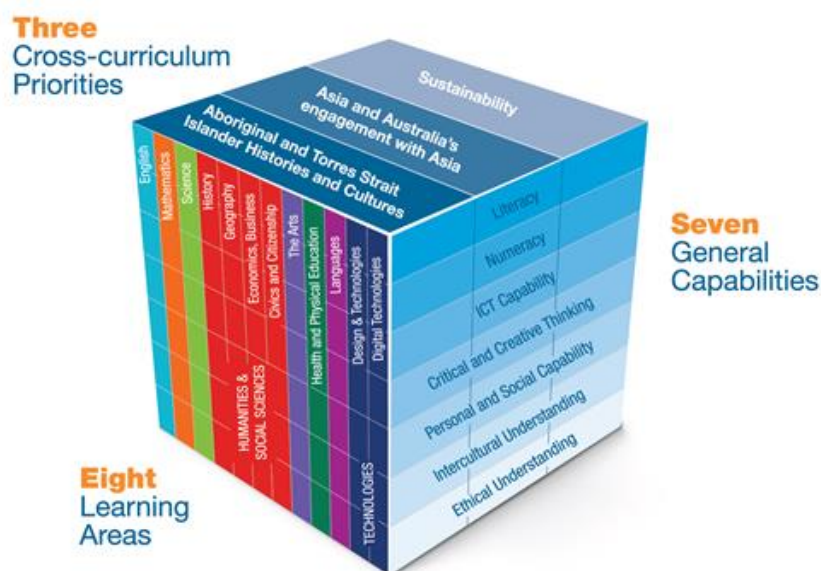 Three
Cross-curriculum
Priorities
Sustainability
Asia and Australia's
engagement with Asia
Aboriginal and Torres Strait
Islander Histories and Cultures
English
Mathematics
Science
History
Geography
Economics, Business
Civics and Citizenship
HUMANITIES &
SOCIAL SCIENCES
The Arts
Health and Physical Education
Languages
Design & Technologies
Digital Technologies
TECHNOLOGIES
Literacy
Numeracy
ICT Capability
Critical and Creative Thinking
Personal and Social Capability
Intercultural Understanding
Ethical Understanding
Seven
General
Capabilities
Eight
Learning
Areas